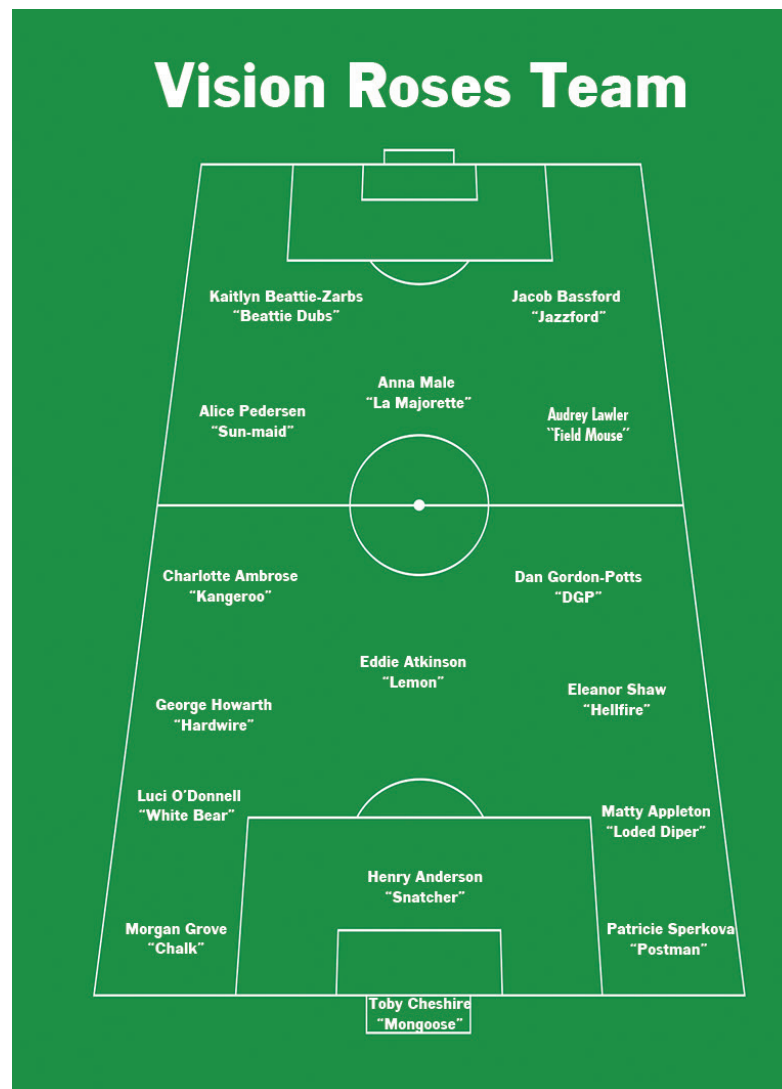 Vision Roses Team
Kaitlyn Beattie-Zarbs
“Beattie Dubs”
Jacob Bassford
“Jazzford”
Anna Male
“La Majorette”
Alice Pedersen
“Sun-maid”
Audrey Lawler
“Field Mouse”
Charlotte Ambrose
“Kangeroo”
Dan Gordon-Potts
“DGP”
Eddie Atkinson
“Lemon”
Eleanor Shaw
“Hellfire”
George Howarth
“Hardwire”
Luci O’Donnell
“White Bear”
Matty Appleton
“Loded Diper”
Henry Anderson
“Snatcher”
Morgan Grove
“Chalk”
Patricie Sperkova
“Postman”
Toby Cheshire
“Mongoose”